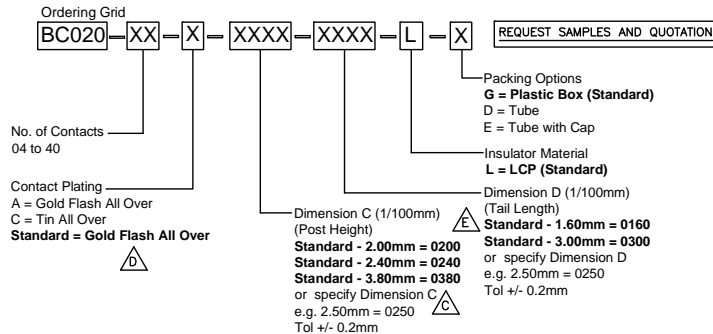 Ordering Grid
BC020-XX-X-XXXX-XXXX-L-X
REQUEST SAMPLES AND QUOTATION
Packing Options
G = Plastic Box (Standard)
D = Tube
E = Tube with Cap
No. of Contacts
04 to 40
Insulator Material
L = LCP (Standard)
Contact Plating
A = Gold Flash All Over
C = Tin All Over
Standard = Gold Flash All Over
D
Dimension C (1/100mm)
(Post Height)
Standard - 2.00mm = 0200
Standard - 2.40mm = 0240
Standard - 3.80mm = 0380
or specify Dimension C
e.g. 2.50mm = 0250
Tol +/- 0.2mm
C
Dimension D (1/100mm)
(Tail Length)
E
Standard - 1.60mm = 0160
Standard - 3.00mm = 0300
or specify Dimension D
e.g. 2.50mm = 0250
Tol +/- 0.2mm